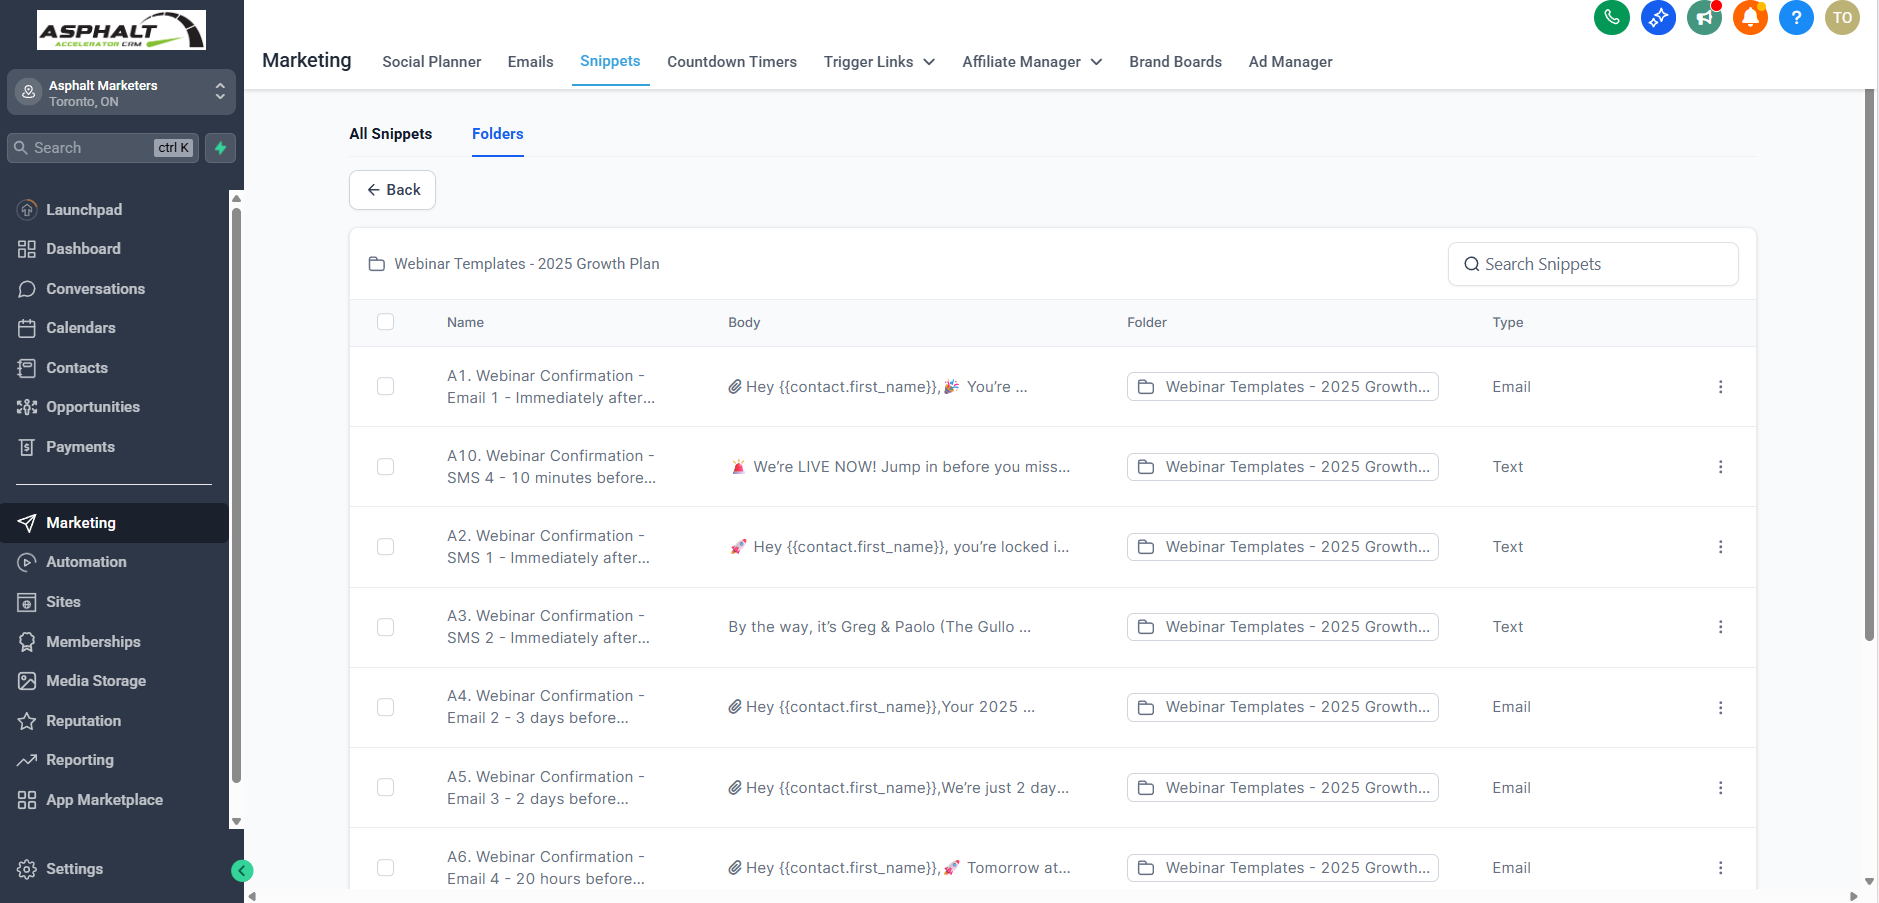 ASPHALT
ACCELERATOR CRM
Asphalt Marketers
Toronto, ON
Search
ctrl K
Launchpad
Dashboard
Conversations
Calendars
Contacts
Opportunities
Payments
Marketing
Automation
Sites
Memberships
Media Storage
Reputation
Reporting
App Marketplace
Settings
Marketing
Social Planner
Emails
Snippets
Countdown Timers
Trigger Links
Affiliate Manager
Brand Boards
Ad Manager
?
TO
All Snippets
Folders
Back
Webinar Templates - 2025 Growth Plan
Search Snippets
Name
Body
Folder
Type
A1. Webinar Confirmation -
Email 1 - Immediately after...
Hey {{contact.first_name}},🎉 You're ...
Webinar Templates - 2025 Growth...
Email
A10. Webinar Confirmation -
SMS 4 - 10 minutes before...
🚨 We're LIVE NOW! Jump in before you miss...
Webinar Templates - 2025 Growth...
Text
A2. Webinar Confirmation -
SMS 1 - Immediately after...
🚀 Hey {{contact.first_name}}, you're locked i...
Webinar Templates - 2025 Growth...
Text
A3. Webinar Confirmation -
SMS 2 - Immediately after...
By the way, it's Greg & Paolo (The Gullo ...
Webinar Templates - 2025 Growth...
Text
A4. Webinar Confirmation -
Email 2 - 3 days before...
Hey {{contact.first_name}},Your 2025 ...
Webinar Templates - 2025 Growth...
Email
A5. Webinar Confirmation -
Email 3 - 2 days before...
Hey {{contact.first_name}},We're just 2 day...
Webinar Templates - 2025 Growth...
Email
A6. Webinar Confirmation -
Email 4 - 20 hours before...
Hey {{contact.first_name}},🚀 Tomorrow at...
Webinar Templates - 2025 Growth...
Email